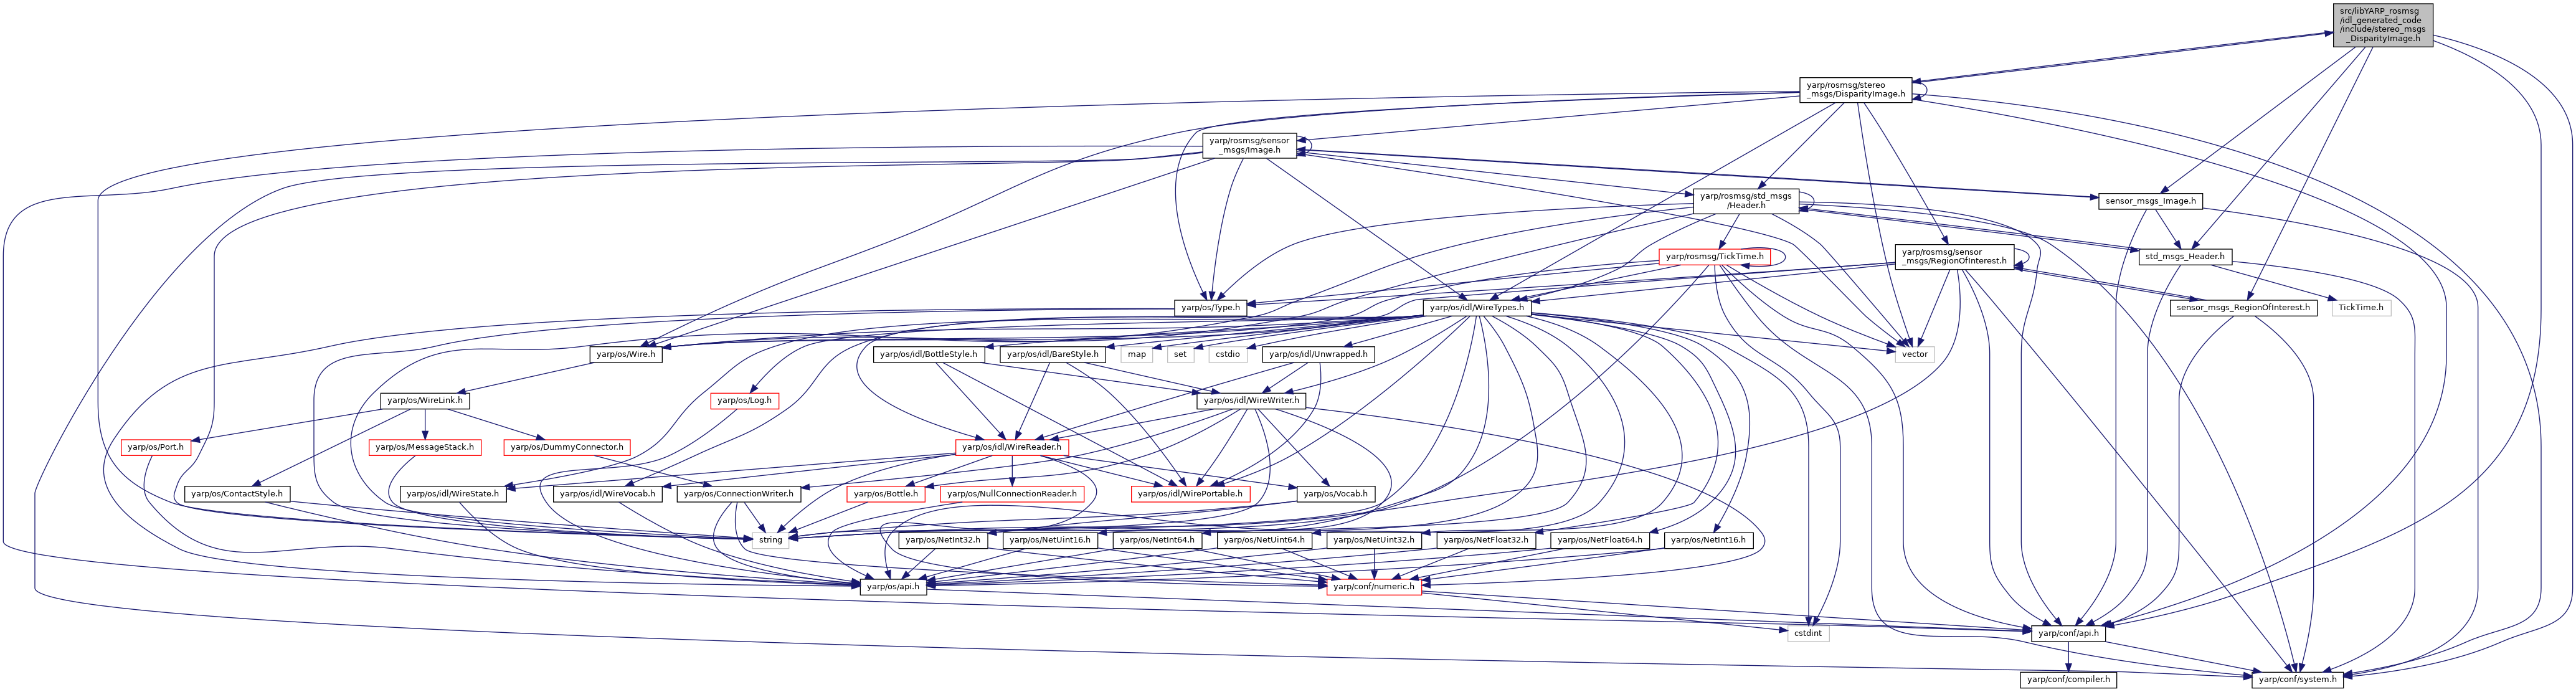 src/libYARP_rosmsg
/idl_generated_code
/include/stereo_msgs
_DisparityImage.h
yarp/rosmsg/stereo
_msgs/DisparityImage.h
yarp/rosmsg/sensor
_msgs/Image.h
yarp/rosmsg/std_msgs
/Header.h
sensor_msgs_Image.h
yarp/rosmsg/TickTime.h
yarp/rosmsg/sensor
_msgs/RegionOfInterest.h
std_msgs_Header.h
yarp/os/Type.h
yarp/os/idl/WireTypes.h
sensor_msgs_RegionOfInterest.h
TickTime.h
yarp/os/Wire.h
yarp/os/idl/BottleStyle.h
yarp/os/idl/BareStyle.h
map
set
cstdio
yarp/os/idl/Unwrapped.h
vector
yarp/os/WireLink.h
yarp/os/Log.h
yarp/os/idl/WireWriter.h
yarp/os/Port.h
yarp/os/MessageStack.h
yarp/os/DummyConnector.h
yarp/os/idl/WireReader.h
yarp/os/ContactStyle.h
yarp/os/idl/WireState.h
yarp/os/idl/WireVocab.h
yarp/os/ConnectionWriter.h
yarp/os/Bottle.h
yarp/os/NullConnectionReader.h
yarp/os/idl/WirePortable.h
yarp/os/Vocab.h
string
yarp/os/NetInt32.h
yarp/os/NetUint16.h
yarp/os/NetInt64.h
yarp/os/NetUint64.h
yarp/os/NetUint32.h
yarp/os/NetFloat32.h
yarp/os/NetFloat64.h
yarp/os/NetInt16.h
yarp/os/api.h
yarp/conf/numeric.h
cstdint
yarp/conf/api.h
yarp/conf/compiler.h
yarp/conf/system.h